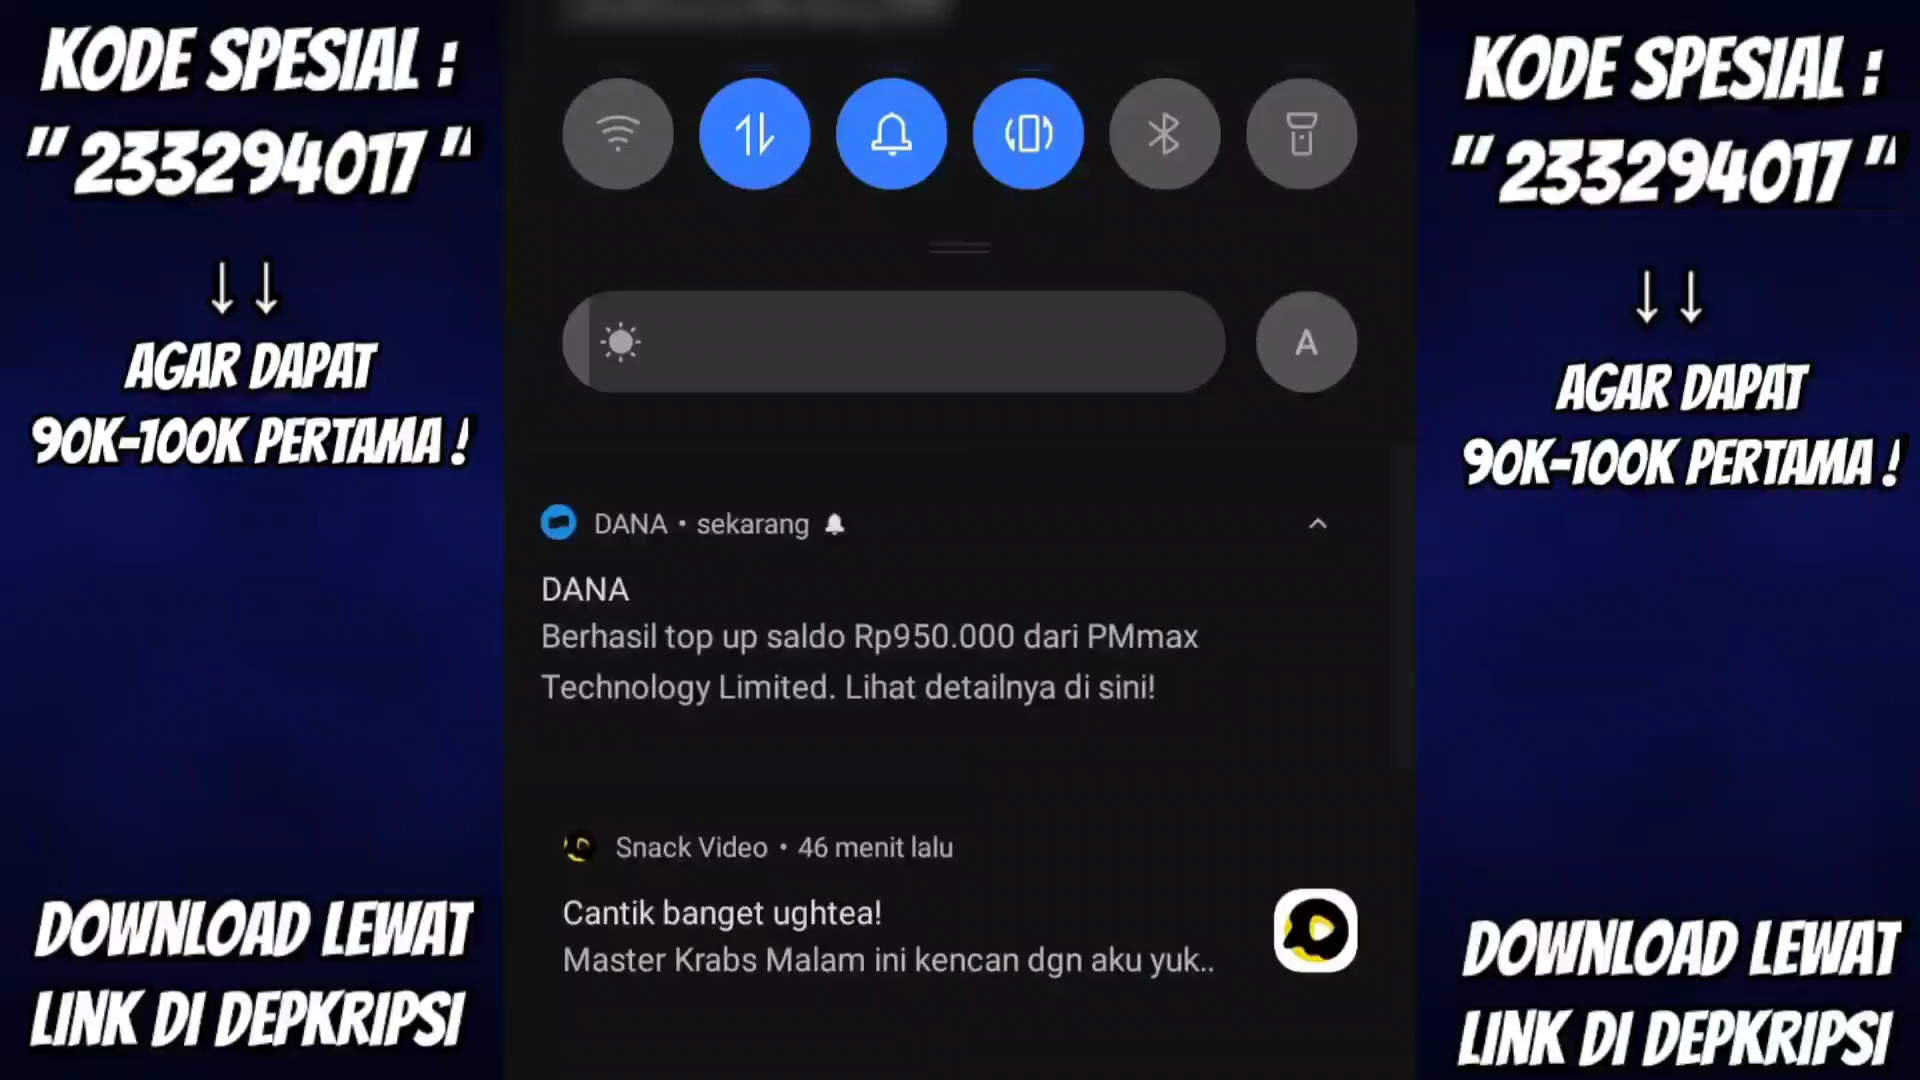 KODE SPESIAL :
" 233294017 "
↓↓
AGAR DAPAT
90K-100K PERTAMA !
DOWNLOAD LEWAT
LINK DI DEPKRIPSI
A
DANA • sekarang
DANA
Berhasil top up saldo Rp950.000 dari PMmax
Technology Limited. Lihat detailnya di sini!
Snack Video • 46 menit lalu
Cantik banget ughtea!
Master Krabs Malam ini kencan dgn aku yuk..
KODE SPESIAL :
" 233294017 "
↓↓
AGAR DAPAT
90K-100K PERTAMA !
DOWNLOAD LEWAT
LINK DI DEPKRIPSI